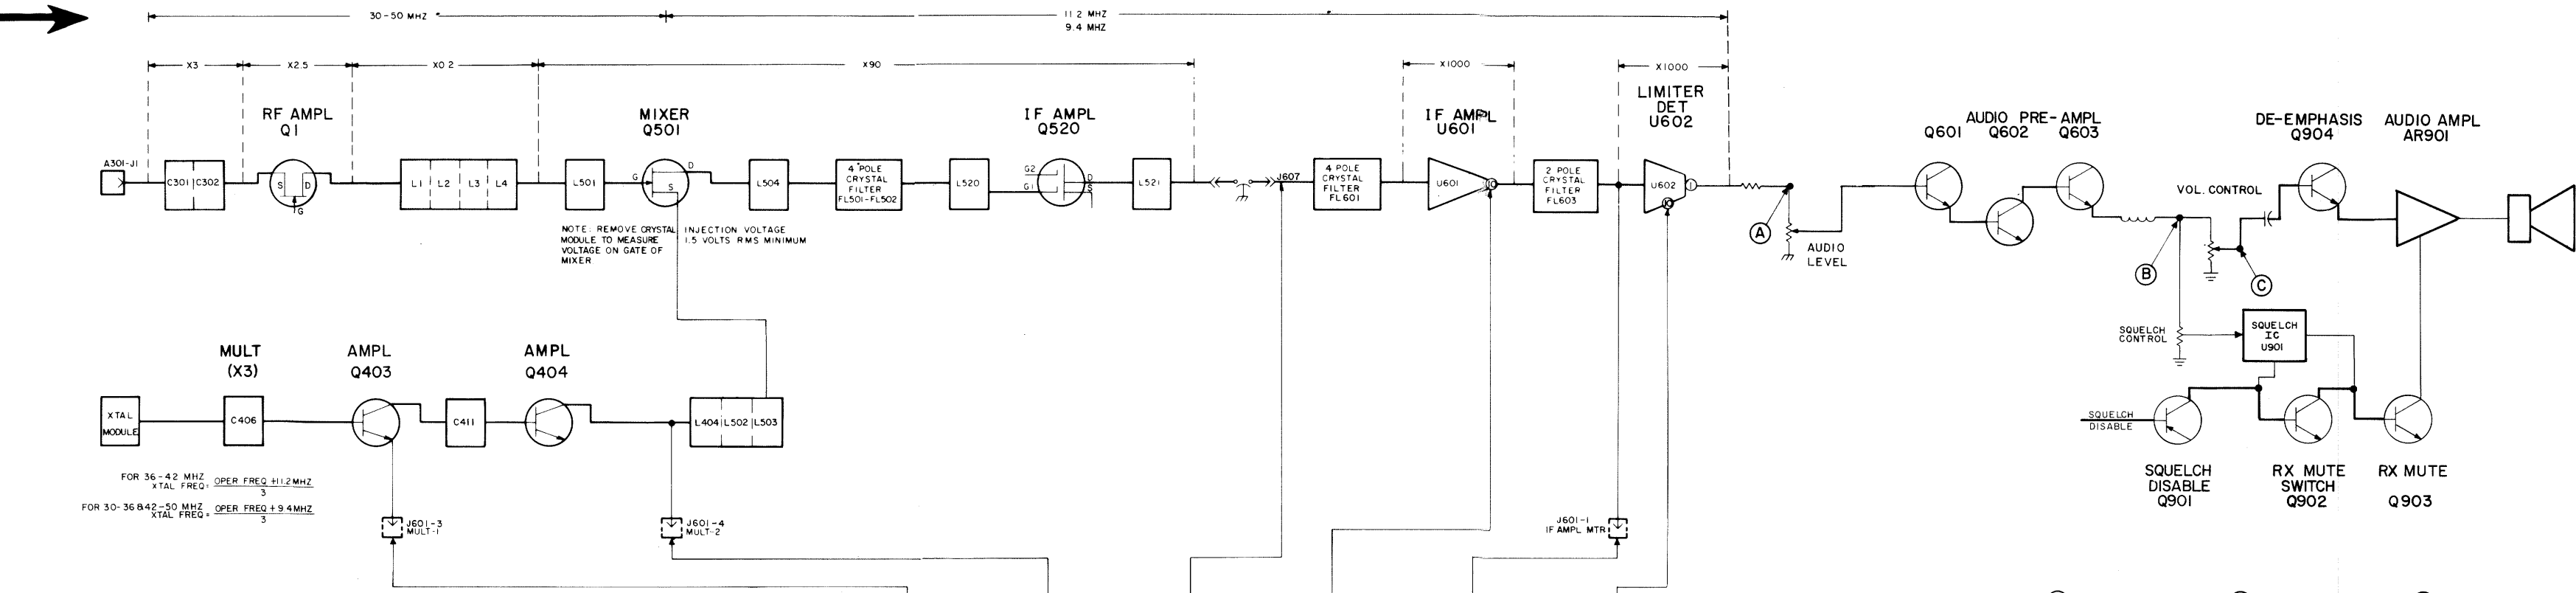 30-50 MHZ
11.2 MHZ
9.4 MHZ
X3
X2.5
X0.2
X90
X1000
X1000
RF AMPL
Q1
MIXER
Q501
IF AMPL
Q520
IF AMPL
U601
LIMITER
DET
U602
AUDIO PRE-AMPL
Q601
Q602
Q603
DE-EMPHASIS
Q904
AUDIO AMPL
AR901
A301-J1
C301
C302
S
D
G
L1
L2
L3
L4
L501
G
D
S
L504
4 POLE
CRYSTAL
FILTER
FL501-FL502
L520
G2
G1
D
S
L521
J607
4 POLE
CRYSTAL
FILTER
FL601
U601
10
2 POLE
CRYSTAL
FILTER
FL603
U602
1
10
A
AUDIO
LEVEL
VOL. CONTROL
B
C
NOTE: REMOVE CRYSTAL
MODULE TO MEASURE
VOLTAGE ON GATE OF
MIXER
INJECTION VOLTAGE
1.5 VOLTS RMS MINIMUM
SQUELCH
CONTROL
SQUELCH
IC
U901
MULT
(X3)
AMPL
Q403
AMPL
Q404
XTAL
MODULE
C406
C411
L404
L502
L503
SQUELCH
DISABLE
SQUELCH
DISABLE
Q901
RX MUTE
SWITCH
Q902
RX MUTE
Q903
FOR 36-42 MHZ
XTAL FREQ= OPER FREQ +11.2MHZ
3
FOR 30-36&42-50 MHZ
XTAL FREQ= OPER FREQ + 9.4MHZ
3
J601-3
MULT-1
J601-4
MULT-2
J601-1
IF AMPL MTR